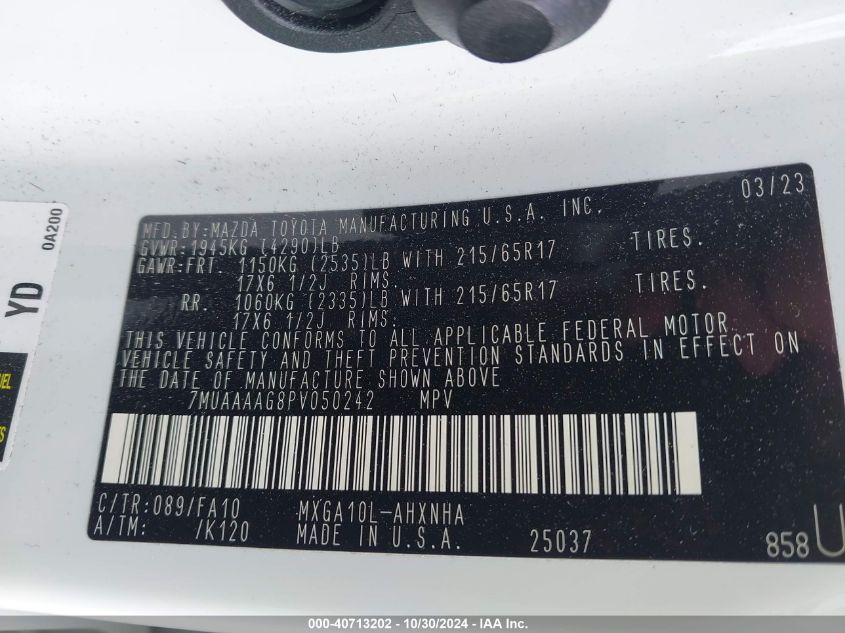 03/23
MFD.BY:MAZDA TOYOTA MANUFACTURING U.S.A. INC.
GVWR:1945KG (4290)LB
GAWR:FRT. 1150KG (2535)LB WITH 215/65R17 TIRES.
17X6 1/2J RIMS.
RR. 1060KG (2335)LB WITH 215/65R17 TIRES.
17X6 1/2J RIMS.
THIS VEHICLE CONFORMS TO ALL APPLICABLE FEDERAL MOTOR
VEHICLE SAFETY AND THEFT PREVENTION STANDARDS IN EFFECT ON
THE DATE OF MANUFACTURE SHOWN ABOVE
7MUAAAAG8PV050242 MPV
C/TR:089/FA10 MXGA10L-AHXNHA
A/TM: /K120 MADE IN U.S.A. 25037 858 U
0A200
YD
000-40713202 - 10/30/2024 - IAA Inc.